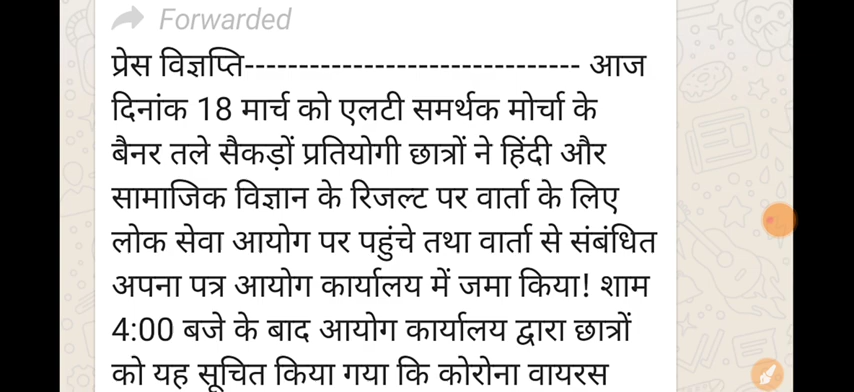 Forwarded
प्रेस विज्ञप्ति------------------------------- आज
दिनांक 18 मार्च को एलटी समर्थक मोर्चा के
बैनर तले सैकड़ों प्रतियोगी छात्रों ने हिंदी और
सामाजिक विज्ञान के रिजल्ट पर वार्ता के लिए
लोक सेवा आयोग पर पहुंचे तथा वार्ता से संबंधित
अपना पत्र आयोग कार्यालय में जमा किया! शाम
4:00 बजे के बाद आयोग कार्यालय द्वारा छात्रों
को यह सूचित किया गया कि कोरोना वायरस